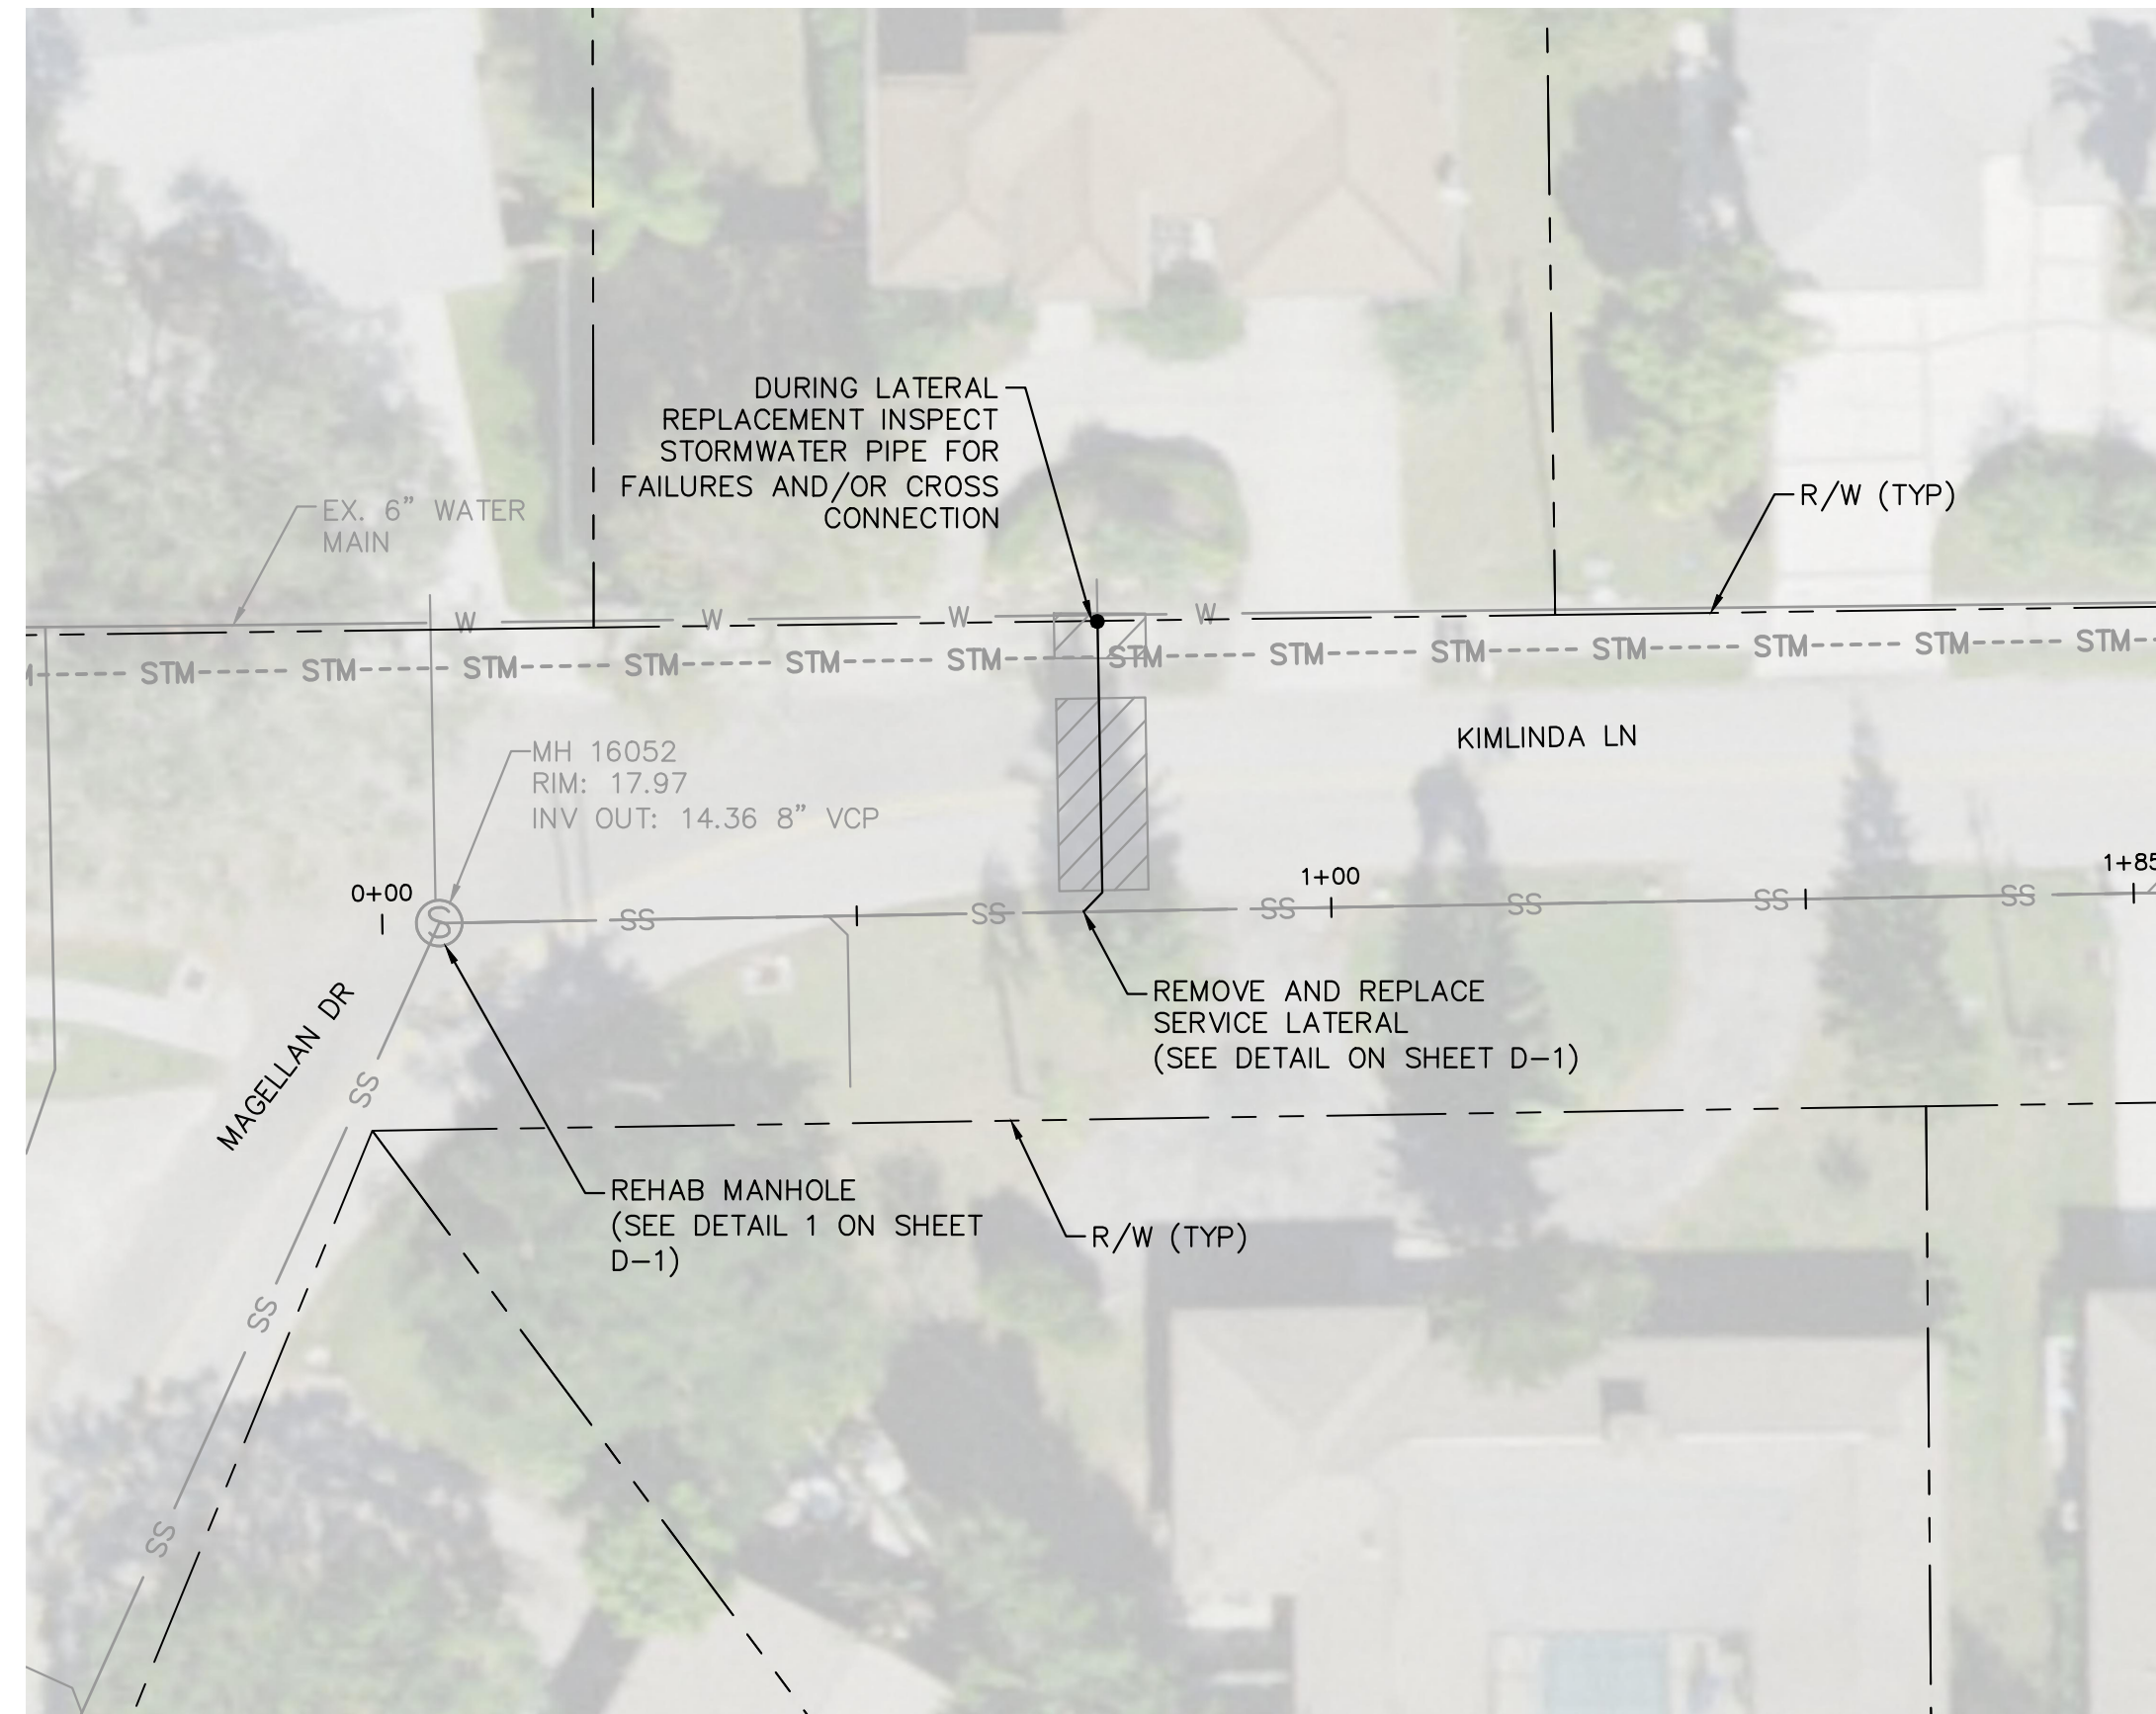 DURING LATERAL
REPLACEMENT INSPECT
STORMWATER PIPE FOR
FAILURES AND/OR CROSS
CONNECTION
R/W (TYP)
EX. 6” WATER
MAIN
W W W W
STM STM STM STM STM STM STM STM STM STM STM STM STM
KIMLINDA LN
MH 16052
RIM: 17.97
INV OUT: 14.36 8” VCP
0+00
1+00
1+85
S
SS SS SS SS SS SS
REMOVE AND REPLACE
SERVICE LATERAL
(SEE DETAIL ON SHEET D-1)
MAGELLAN DR
SS
SS
SS
REHAB MANHOLE
(SEE DETAIL 1 ON SHEET
D-1)
R/W (TYP)